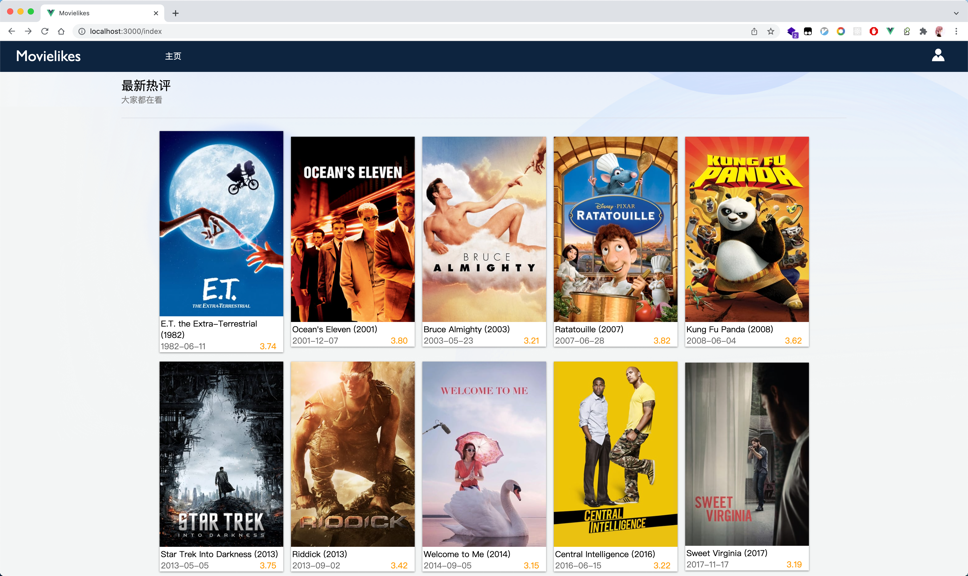 Movielikes
localhost:3000/index
Movielikes
主页
最新热评
大家都在看
E.T.
THE EXTRA-TERRESTRIAL
OCEAN'S ELEVEN
BRUCE
ALMIGHTY
Disney·PIXAR
RATATOUILLE
KUNG FU
PANDA
E.T. the Extra-Terrestrial
(1982)
1982-06-11 3.74
Ocean's Eleven (2001)
2001-12-07 3.80
Bruce Almighty (2003)
2003-05-23 3.21
Ratatouille (2007)
2007-06-28 3.82
Kung Fu Panda (2008)
2008-06-04 3.62
STAR TREK
INTO DARKNESS
RIDDICK
WELCOME TO ME
CENTRAL
INTELLIGENCE
SWEET
VIRGINIA
Star Trek Into Darkness (2013)
2013-05-05 3.75
Riddick (2013)
2013-09-02 3.42
Welcome to Me (2014)
2014-09-05 3.15
Central Intelligence (2016)
2016-06-15 3.22
Sweet Virginia (2017)
2017-11-17 3.19